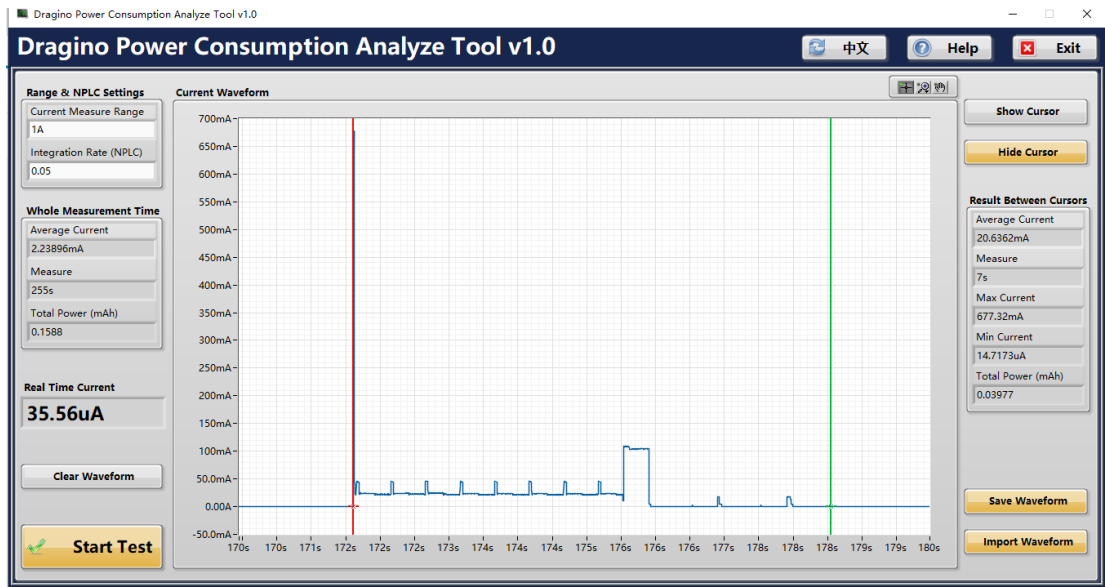 Dragino Power Consumption Analyze Tool v1.0
Dragino Power Consumption Analyze Tool v1.0
中文
Help
Exit
Range & NPLC Settings
Current Measure Range
1A
Integration Rate (NPLC)
0.05
Whole Measurement Time
Average Current
2.23896mA
Measure
255s
Total Power (mAh)
0.1588
Real Time Current
35.56uA
Clear Waveform
Start Test
Current Waveform
700mA
650mA
600mA
550mA
500mA
450mA
400mA
350mA
300mA
250mA
200mA
150mA
100mA
50.0mA
0.00A
-50.0mA
170s 170s 171s 172s 172s 172s 173s 174s 174s 174s 175s 176s 176s 176s 177s 178s 178s 178s 179s 179s 180s
Show Cursor
Hide Cursor
Result Between Cursors
Average Current
20.6362mA
Measure
7s
Max Current
677.32mA
Min Current
14.7173uA
Total Power (mAh)
0.03977
Save Waveform
Import Waveform